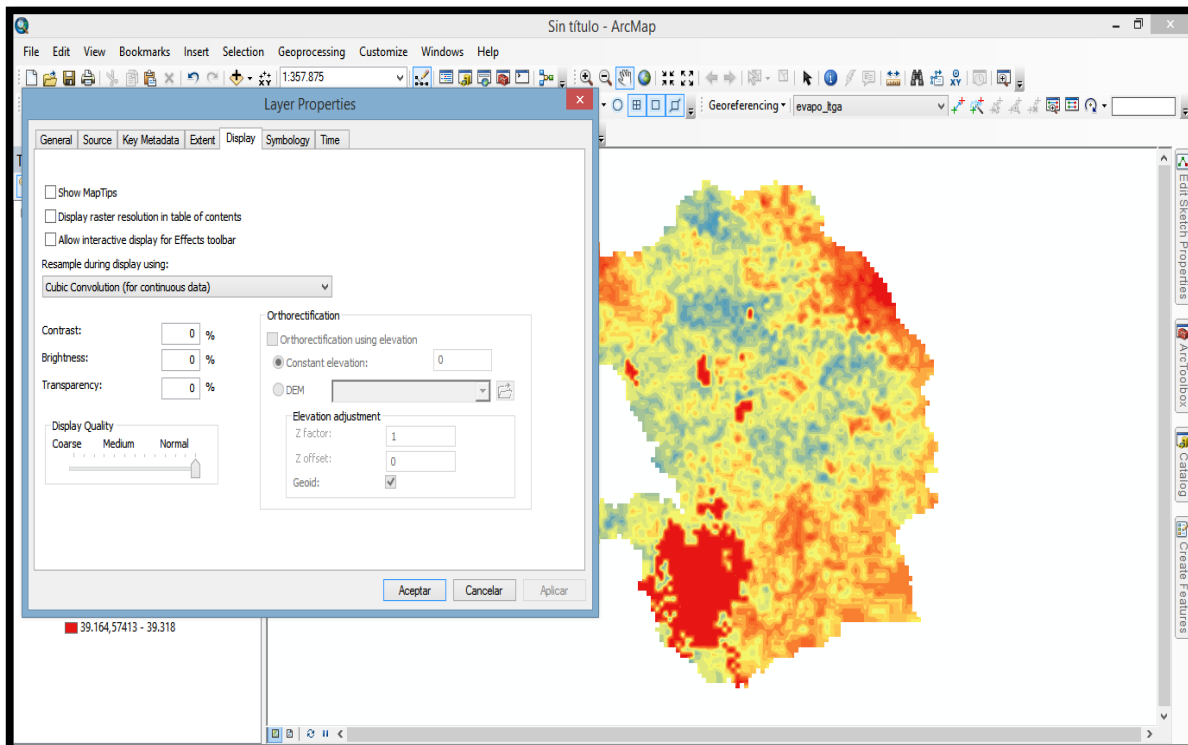 Sin título - ArcMap
File Edit View Bookmarks Insert Selection Geoprocessing Customize Windows Help
1:357.875
Layer Properties
Georeferencing
evapo_ltga
General Source Key Metadata Extent Display Symbology Time
Show MapTips
Display raster resolution in table of contents
Allow interactive display for Effects toolbar
Resample during display using:
Cubic Convolution (for continuous data)
Contrast: 0 %
Brightness: 0 %
Transparency: 0 %
Display Quality
Coarse Medium Normal
Orthorectification
Orthorectification using elevation
Constant elevation: 0
DEM
Elevation adjustment
Z factor: 1
Z offset: 0
Geoid:
Aceptar Cancelar Aplicar
39.164,57413 - 39.318
Edit Sketch Properties
ArcToolbox
Catalog
Create Features